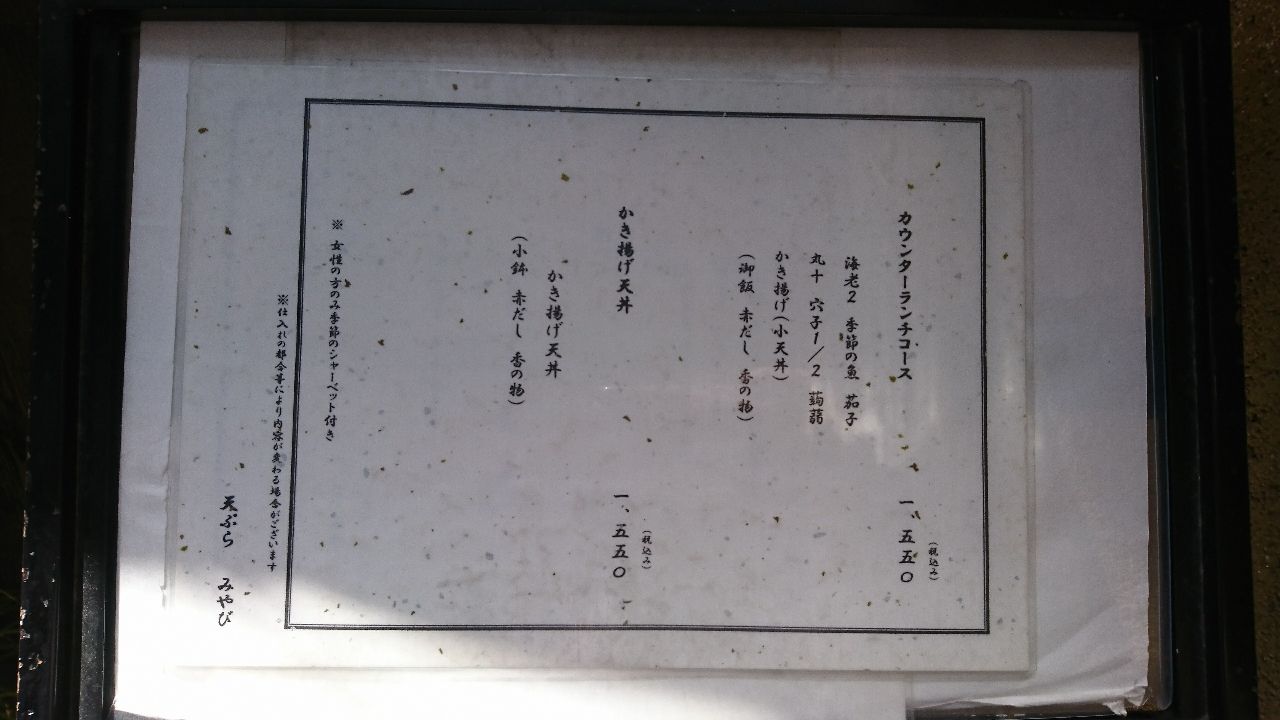 カウンターランチコース 一、五五〇
(税込み)
海老2 季節の魚 茄子
丸十 穴子1/2 蒟蒻
かき揚げ(小天丼)
(御飯 赤だし 香の物)
かき揚げ天丼 一、五五〇
(税込み)
かき揚げ天丼
(小鉢 赤だし 香の物)
※ 女性の方のみ季節のシャーベット付き
※仕入れの都合等により内容が変わる場合がございます
天ぷら みやび